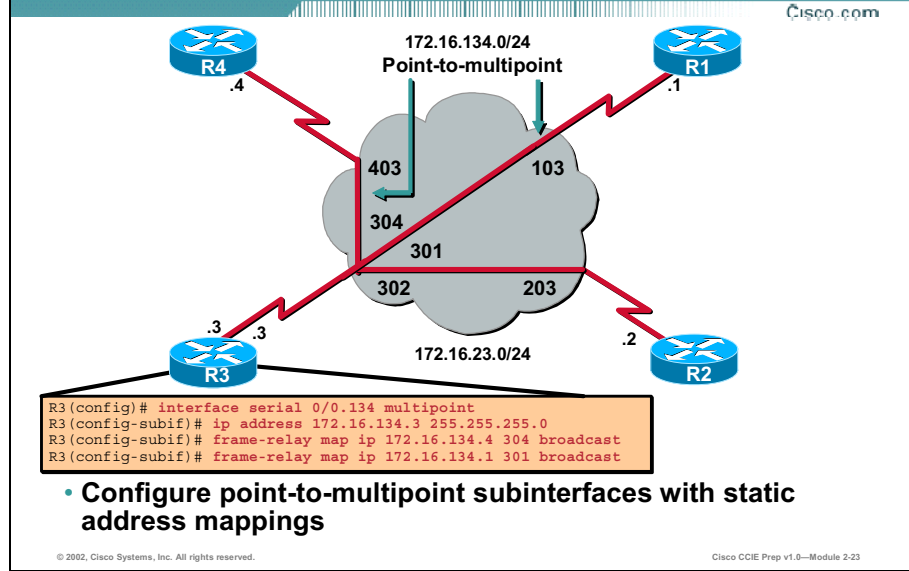 Cisco.com
172.16.134.0/24
Point-to-multipoint
R4
.4
R1
.1
403
103
304
301
302
203
.3
.3
R3
172.16.23.0/24
.2
R2
R3(config)# interface serial 0/0.134 multipoint
R3(config-subif)# ip address 172.16.134.3 255.255.255.0
R3(config-subif)# frame-relay map ip 172.16.134.4 304 broadcast
R3(config-subif)# frame-relay map ip 172.16.134.1 301 broadcast
• Configure point-to-multipoint subinterfaces with static
address mappings
© 2002, Cisco Systems, Inc. All rights reserved.
Cisco CCIE Prep v1.0—Module 2-23